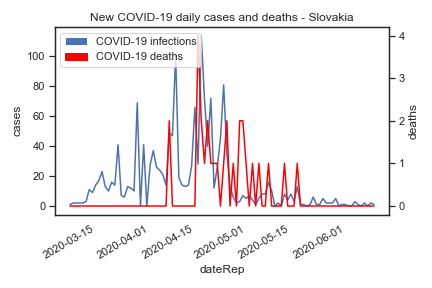 New COVID-19 daily cases and deaths - Slovakia
COVID-19 infections
COVID-19 deaths
cases
100
80
60
40
20
0
deaths
4
3
2
1
0
2020-03-15
2020-04-01
2020-04-15
2020-05-01
2020-05-15
2020-06-01
dateRep